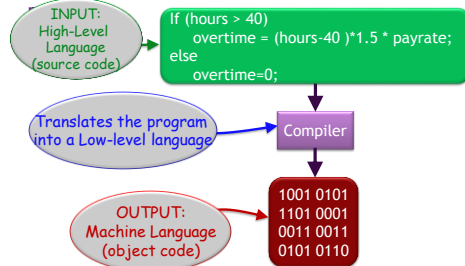 INPUT:
High-Level
Language
(source code)
If (hours > 40)
overtime = (hours-40 )*1.5 * payrate;
else
overtime=0;
Translates the program
into a Low-level language
Compiler
OUTPUT:
Machine Language
(object code)
1001 0101
1101 0001
0011 0011
0101 0110